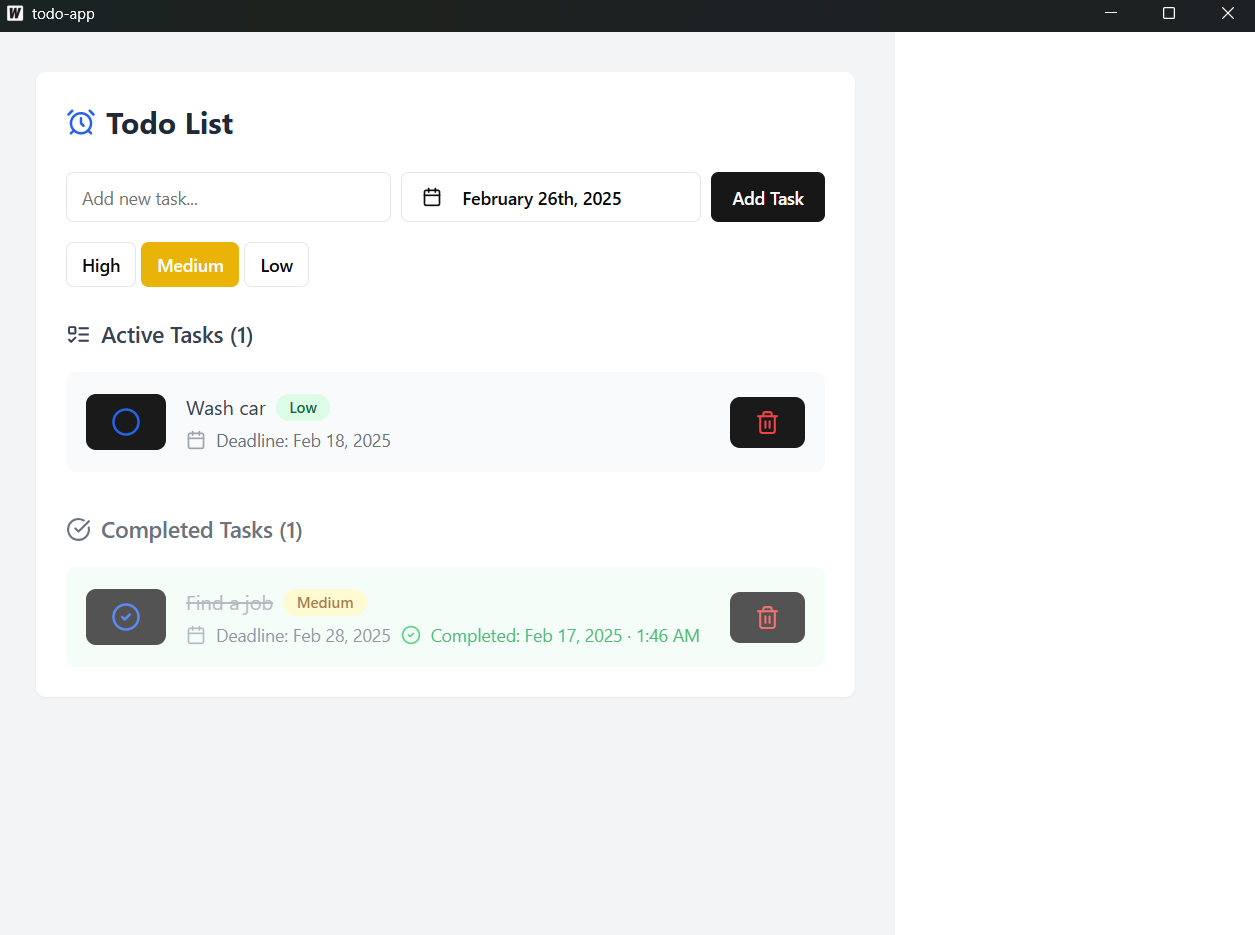 W todo-app
Todo List
Add new task...
February 26th, 2025
Add Task
High
Medium
Low
Active Tasks (1)
Wash car Low
Deadline: Feb 18, 2025
Completed Tasks (1)
Find a job Medium
Deadline: Feb 28, 2025 Completed: Feb 17, 2025 · 1:46 AM